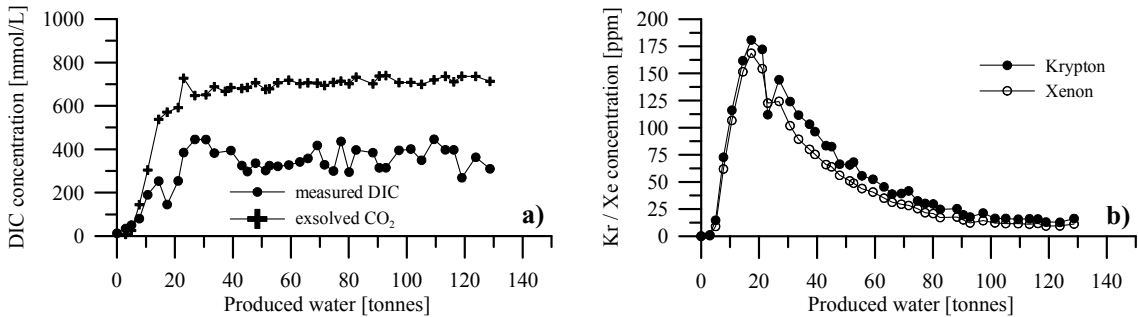 DIC concentration [mmol/L]
1000
800
600
400
200
0
measured DIC
exsolved CO₂
a)
0 20 40 60 80 100 120 140
Produced water [tonnes]
Kr / Xe concentration [ppm]
200
175
150
125
100
75
50
25
0
Krypton
Xenon
b)
0 20 40 60 80 100 120 140
Produced water [tonnes]